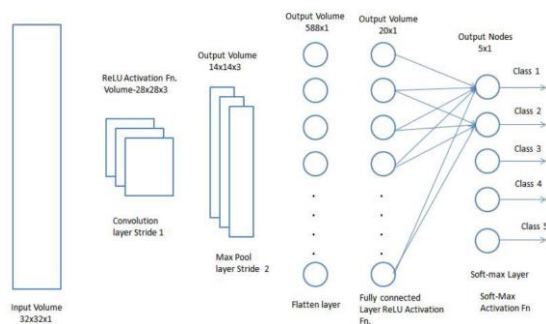 Output Volume
588x1
Output Volume
20x1
Output Nodes
5x1
Output Volume
14x14x3
ReLU Activation Fn.
Volume-28x28x3
Class 1
Class 2
Class 3
Class 4
Class 5
Convolution
layer Stride 1
Max Pool
layer Stride 2
Input Volume
32x32x1
Flatten layer
Fully connected
Layer ReLU Activation
Fn.
Soft-max Layer
Soft-Max
Activation Fn